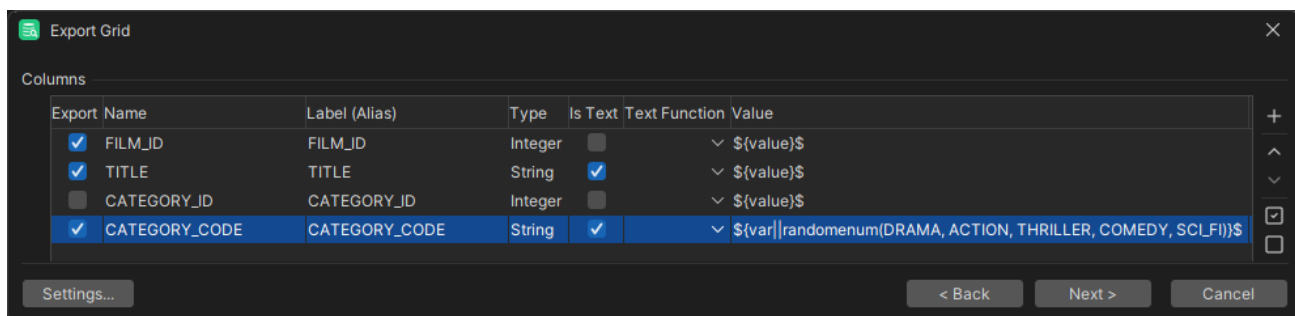 Export Grid
Columns
Export Name Label (Alias) Type Is Text Text Function Value
FILM_ID FILM_ID Integer ${value}$
TITLE TITLE String ${value}$
CATEGORY_ID CATEGORY_ID Integer ${value}$
CATEGORY_CODE CATEGORY_CODE String ${var||randomenum(DRAMA, ACTION, THRILLER, COMEDY, SCI_FI)}$
Settings... < Back Next > Cancel